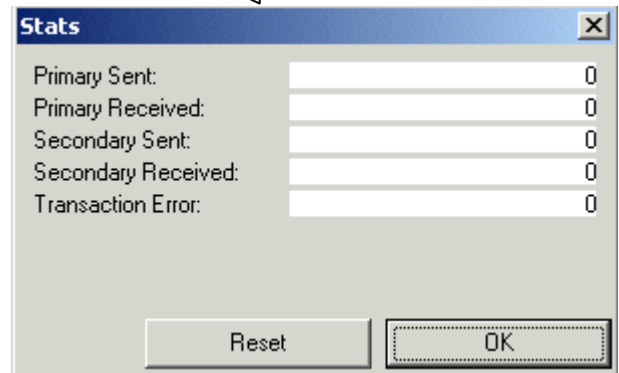 Stats
Primary Sent: 0
Primary Received: 0
Secondary Sent: 0
Secondary Received: 0
Transaction Error: 0
Reset OK